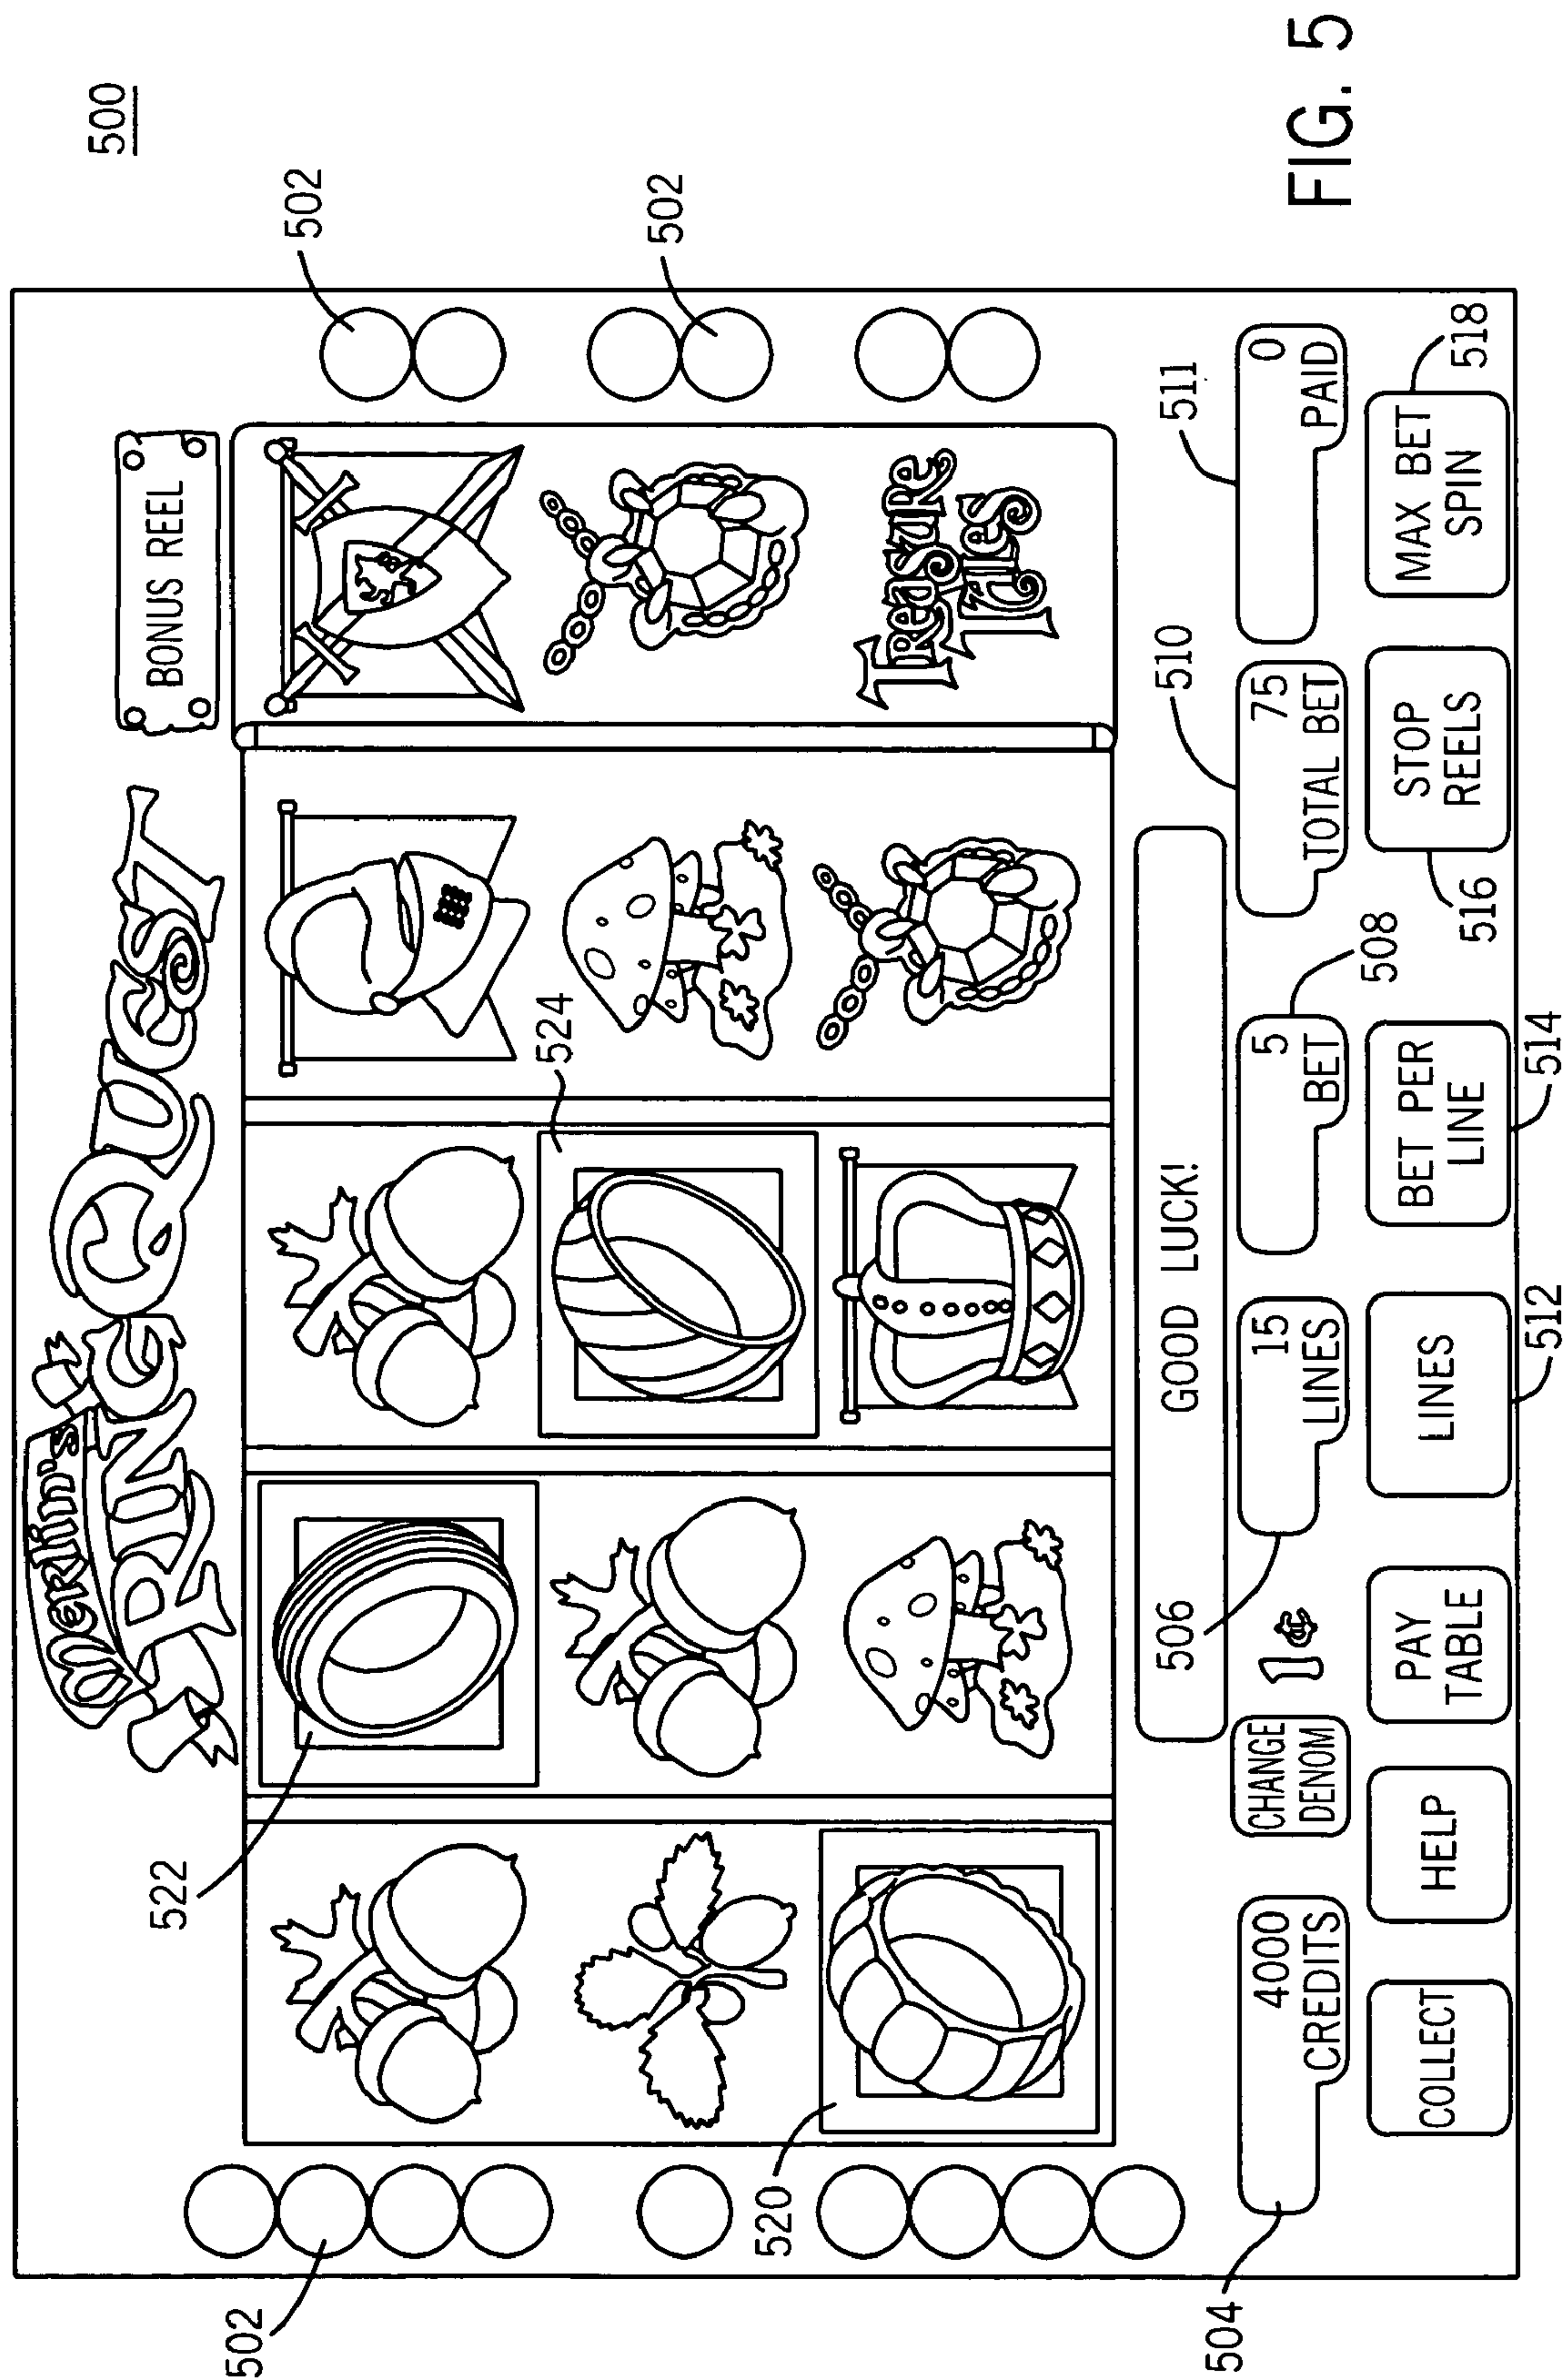 500
Merlin's
RING QUEST
BONUS REEL
502
502
502
522
524
520
Treasure
Tales
GOOD LUCK!
504
506
508
510
511
4000
CREDITS
CHANGE
DENOM
1¢
15
LINES
5
BET
75
TOTAL BET
0
PAID
COLLECT
HELP
PAY
TABLE
LINES
BET PER
LINE
STOP
REELS
MAX BET
SPIN
512
514
516
518
FIG. 5